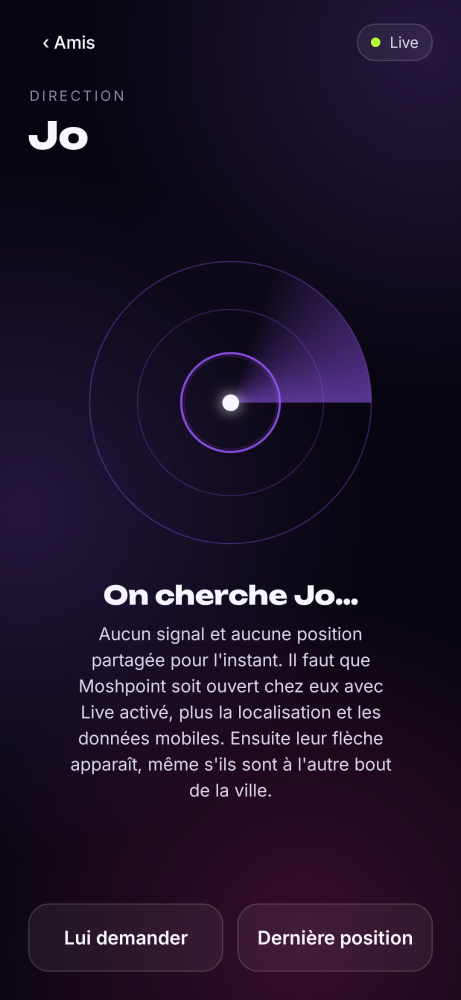 ‹ Amis
Live
DIRECTION
Jo
On cherche Jo...
Aucun signal et aucune position
partagée pour l'instant. Il faut que
Moshpoint soit ouvert chez eux avec
Live activé, plus la localisation et les
données mobiles. Ensuite leur flèche
apparaît, même s'ils sont à l'autre bout
de la ville.
Lui demander
Dernière position